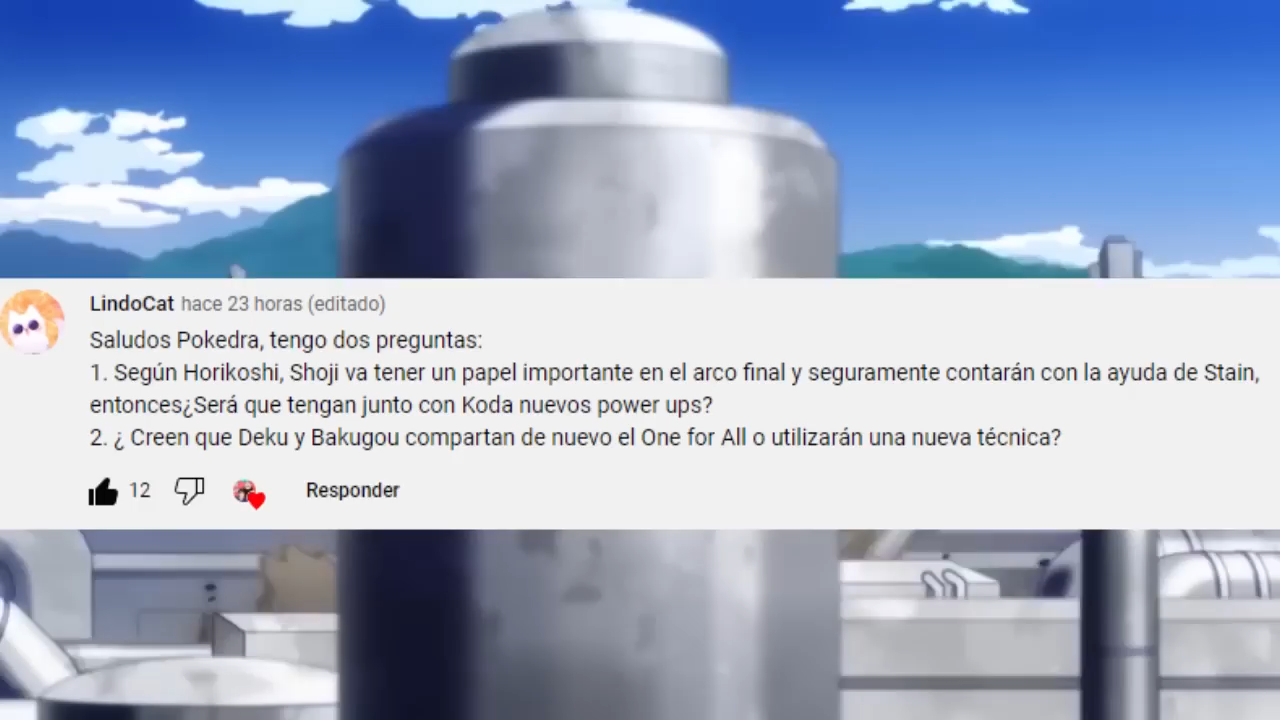 LindoCat hace 23 horas (editado)
Saludos Pokedra, tengo dos preguntas:
1. Según Horikoshi, Shoji va tener un papel importante en el arco final y seguramente contarán con la ayuda de Stain,
entonces¿Será que tengan junto con Koda nuevos power ups?
2. ¿ Creen que Deku y Bakugou compartan de nuevo el One for All o utilizarán una nueva técnica?
12 Responder